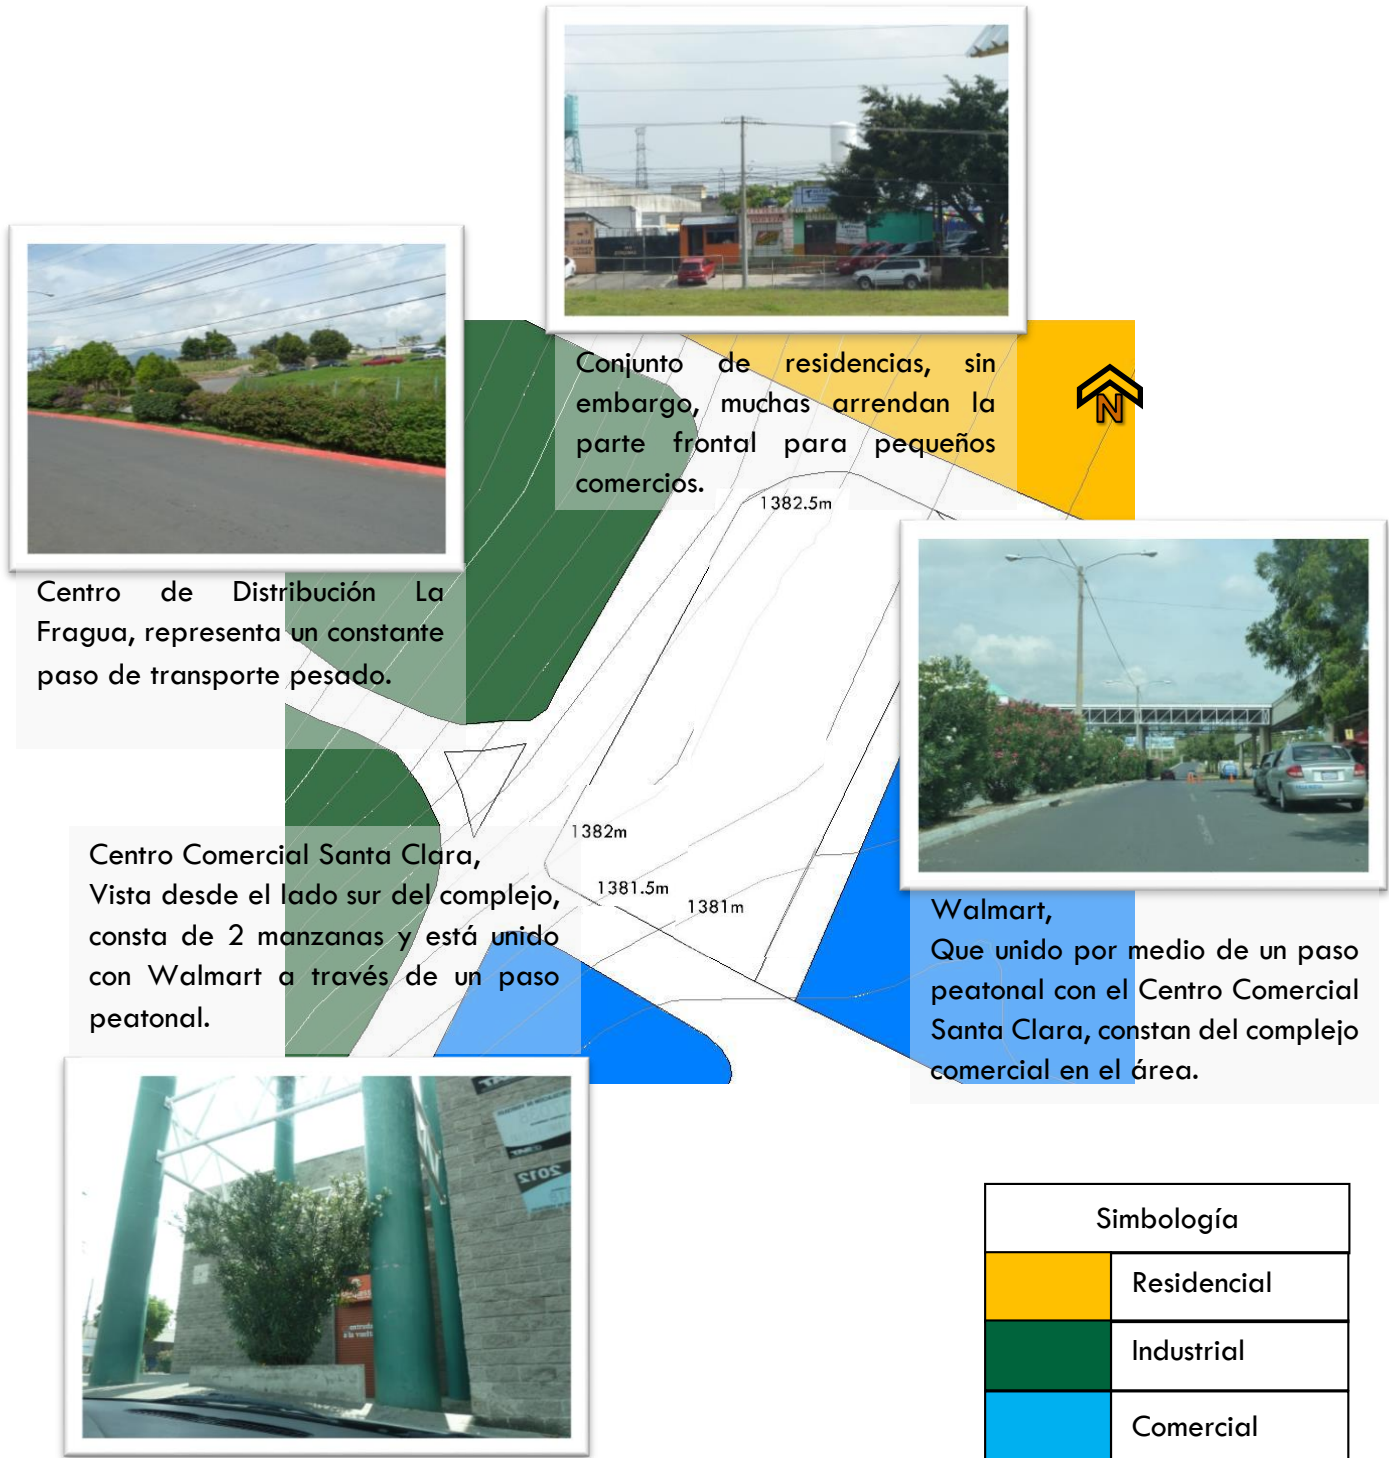 Conjunto de residencias, sin
embargo, muchas arrendan la
parte frontal para pequeños
comercios.
N
1382.5m
Centro de Distribución La
Fragua, representa un constante
paso de transporte pesado.
1382m
1381.5m
1381m
Centro Comercial Santa Clara,
Vista desde el lado sur del complejo,
consta de 2 manzanas y está unido
con Walmart a través de un paso
peatonal.
Walmart,
Que unido por medio de un paso
peatonal con el Centro Comercial
Santa Clara, constan del complejo
comercial en el área.
2012
entrada
a la vuelta
Simbología
Residencial
Industrial
Comercial